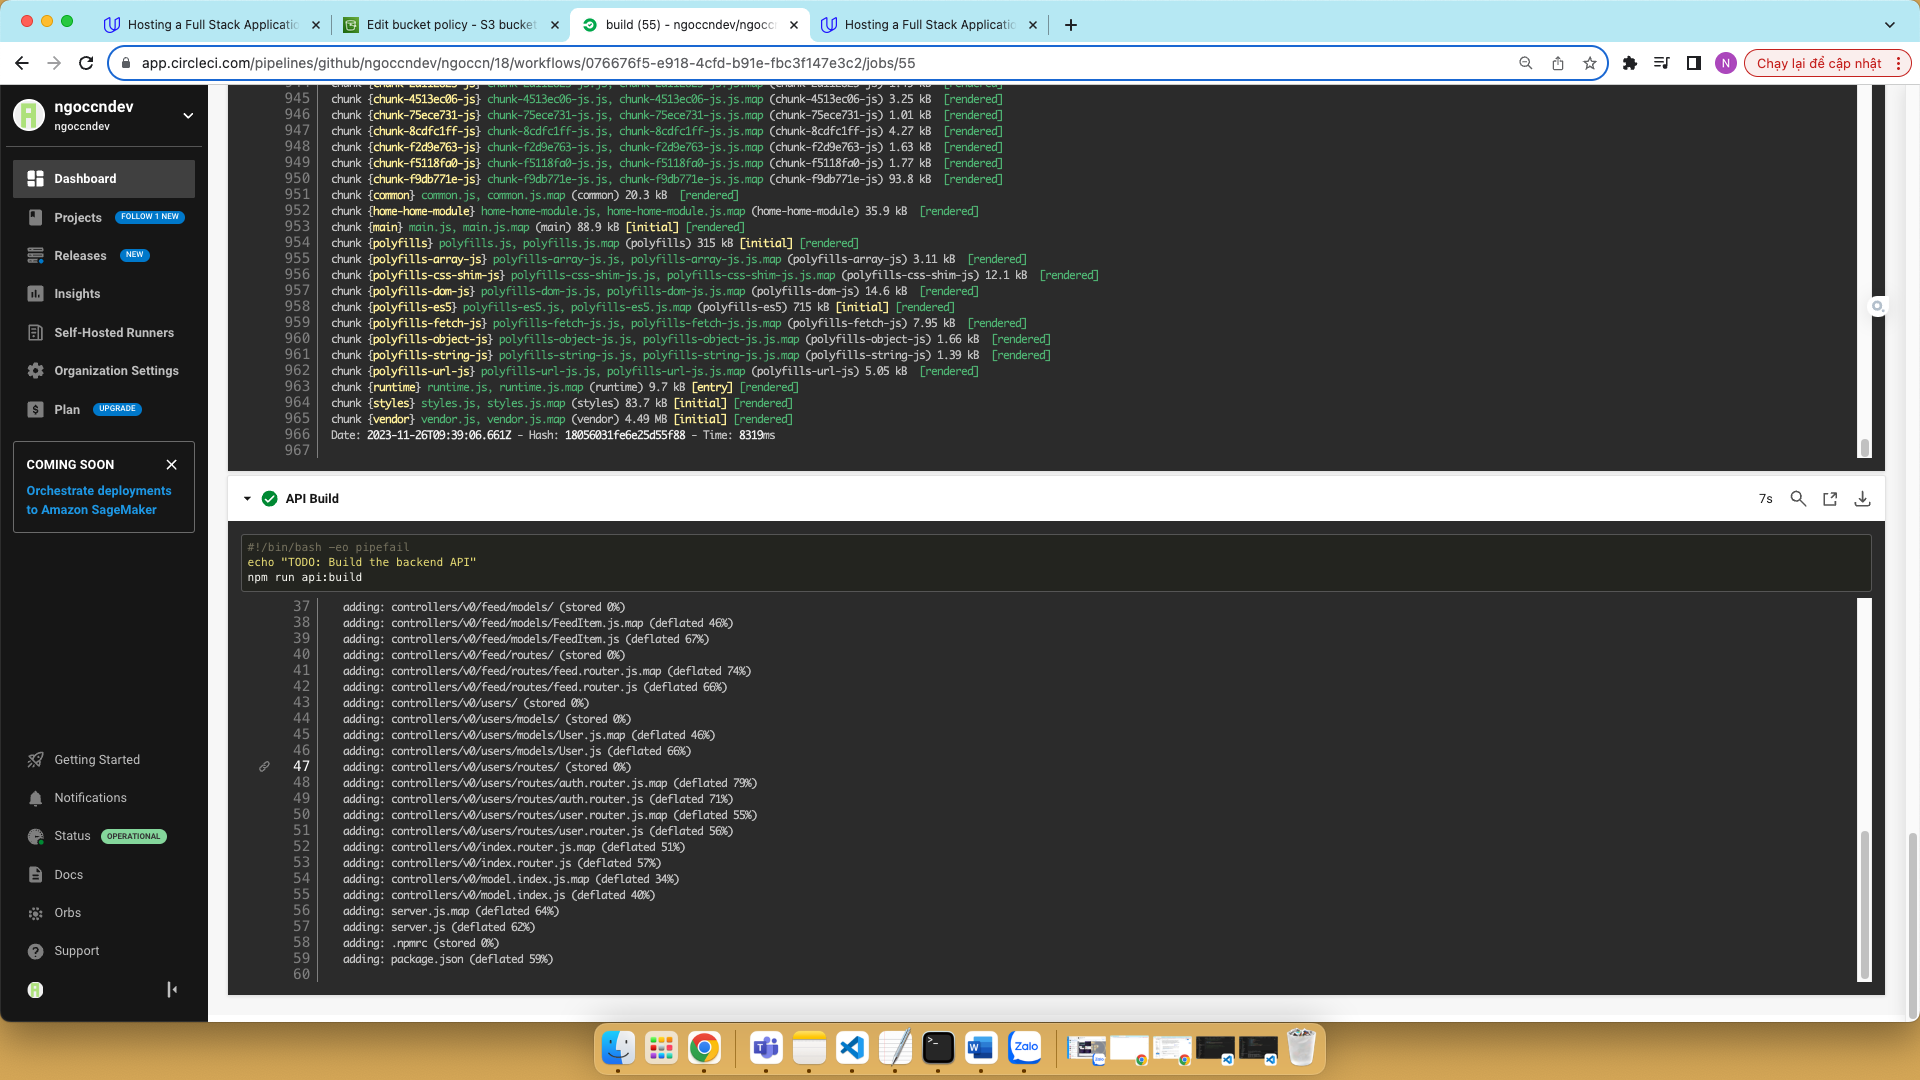 Hosting a Full Stack Applicatio
Edit bucket policy - S3 bucket
build (55) - ngoccndev/ngoccn
Hosting a Full Stack Applicatio
app.circleci.com/pipelines/github/ngoccndev/ngoccn/18/workflows/076676f5-e918-4cfd-b91e-fbc3f147e3c2/jobs/55
N
Chạy lại để cập nhật
ngoccndev
ngoccndev
Dashboard
Projects FOLLOW 1 NEW
Releases NEW
Insights
Self-Hosted Runners
Organization Settings
Plan UPGRADE
COMING SOON
Orchestrate deployments
to Amazon SageMaker
Getting Started
Notifications
Status OPERATIONAL
Docs
Orbs
Support
945 chunk {chunk-4513ec06-js} chunk-4513ec06-js.js, chunk-4513ec06-js.js.map (chunk-4513ec06-js) 3.25 kB [rendered]
946 chunk {chunk-75ece731-js} chunk-75ece731-js.js, chunk-75ece731-js.js.map (chunk-75ece731-js) 1.01 kB [rendered]
947 chunk {chunk-8cdfc1ff-js} chunk-8cdfc1ff-js.js, chunk-8cdfc1ff-js.js.map (chunk-8cdfc1ff-js) 4.27 kB [rendered]
948 chunk {chunk-f2d9e763-js} chunk-f2d9e763-js.js, chunk-f2d9e763-js.js.map (chunk-f2d9e763-js) 1.63 kB [rendered]
949 chunk {chunk-f5118fa0-js} chunk-f5118fa0-js.js, chunk-f5118fa0-js.js.map (chunk-f5118fa0-js) 1.77 kB [rendered]
950 chunk {chunk-f9db771e-js} chunk-f9db771e-js.js, chunk-f9db771e-js.js.map (chunk-f9db771e-js) 93.8 kB [rendered]
951 chunk {common} common.js, common.js.map (common) 20.3 kB [rendered]
952 chunk {home-home-module} home-home-module.js, home-home-module.js.map (home-home-module) 35.9 kB [rendered]
953 chunk {main} main.js, main.js.map (main) 88.9 kB [initial] [rendered]
954 chunk {polyfills} polyfills.js, polyfills.js.map (polyfills) 315 kB [initial] [rendered]
955 chunk {polyfills-array-js} polyfills-array-js.js, polyfills-array-js.js.map (polyfills-array-js) 3.11 kB [rendered]
956 chunk {polyfills-css-shim-js} polyfills-css-shim-js.js, polyfills-css-shim-js.js.map (polyfills-css-shim-js) 12.1 kB [rendered]
957 chunk {polyfills-dom-js} polyfills-dom-js.js, polyfills-dom-js.js.map (polyfills-dom-js) 14.6 kB [rendered]
958 chunk {polyfills-es5} polyfills-es5.js, polyfills-es5.js.map (polyfills-es5) 715 kB [initial] [rendered]
959 chunk {polyfills-fetch-js} polyfills-fetch-js.js, polyfills-fetch-js.js.map (polyfills-fetch-js) 7.95 kB [rendered]
960 chunk {polyfills-object-js} polyfills-object-js.js, polyfills-object-js.js.map (polyfills-object-js) 1.66 kB [rendered]
961 chunk {polyfills-string-js} polyfills-string-js.js, polyfills-string-js.js.map (polyfills-string-js) 1.39 kB [rendered]
962 chunk {polyfills-url-js} polyfills-url-js.js, polyfills-url-js.js.map (polyfills-url-js) 5.05 kB [rendered]
963 chunk {runtime} runtime.js, runtime.js.map (runtime) 9.7 kB [entry] [rendered]
964 chunk {styles} styles.js, styles.js.map (styles) 83.7 kB [initial] [rendered]
965 chunk {vendor} vendor.js, vendor.js.map (vendor) 4.49 MB [initial] [rendered]
966 Date: 2023-11-26T09:39:06.661Z - Hash: 18056031fe6e25d55f88 - Time: 8319ms
967
API Build 7s
#!/bin/bash -eo pipefail
echo "TODO: Build the backend API"
npm run api:build
37 adding: controllers/v0/feed/models/ (stored 0%)
38 adding: controllers/v0/feed/models/FeedItem.js.map (deflated 46%)
39 adding: controllers/v0/feed/models/FeedItem.js (deflated 67%)
40 adding: controllers/v0/feed/routes/ (stored 0%)
41 adding: controllers/v0/feed/routes/feed.router.js.map (deflated 74%)
42 adding: controllers/v0/feed/routes/feed.router.js (deflated 66%)
43 adding: controllers/v0/users/ (stored 0%)
44 adding: controllers/v0/users/models/ (stored 0%)
45 adding: controllers/v0/users/models/User.js.map (deflated 46%)
46 adding: controllers/v0/users/models/User.js (deflated 66%)
47 adding: controllers/v0/users/routes/ (stored 0%)
48 adding: controllers/v0/users/routes/auth.router.js.map (deflated 79%)
49 adding: controllers/v0/users/routes/auth.router.js (deflated 71%)
50 adding: controllers/v0/users/routes/user.router.js.map (deflated 55%)
51 adding: controllers/v0/users/routes/user.router.js (deflated 56%)
52 adding: controllers/v0/index.router.js.map (deflated 51%)
53 adding: controllers/v0/index.router.js (deflated 57%)
54 adding: controllers/v0/model.index.js.map (deflated 34%)
55 adding: controllers/v0/model.index.js (deflated 40%)
56 adding: server.js.map (deflated 64%)
57 adding: server.js (deflated 62%)
58 adding: .npmrc (stored 0%)
59 adding: package.json (deflated 59%)
60
Zalo